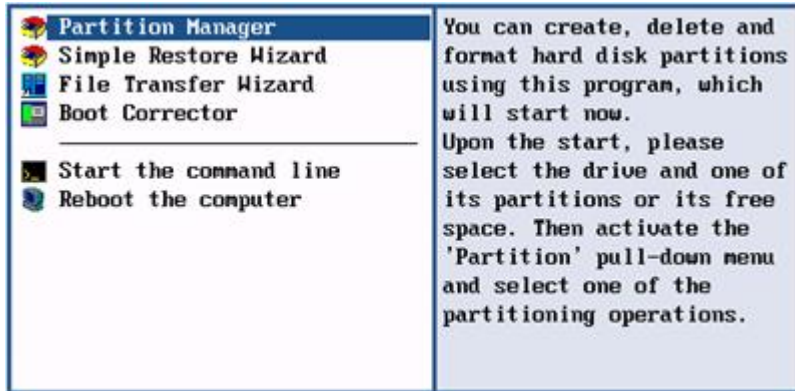 Partition Manager
Simple Restore Wizard
File Transfer Wizard
Boot Corrector
Start the command line
Reboot the computer
You can create, delete and
format hard disk partitions
using this program, which
will start now.
Upon the start, please
select the drive and one of
its partitions or its free
space. Then activate the
'Partition' pull-down menu
and select one of the
partitioning operations.